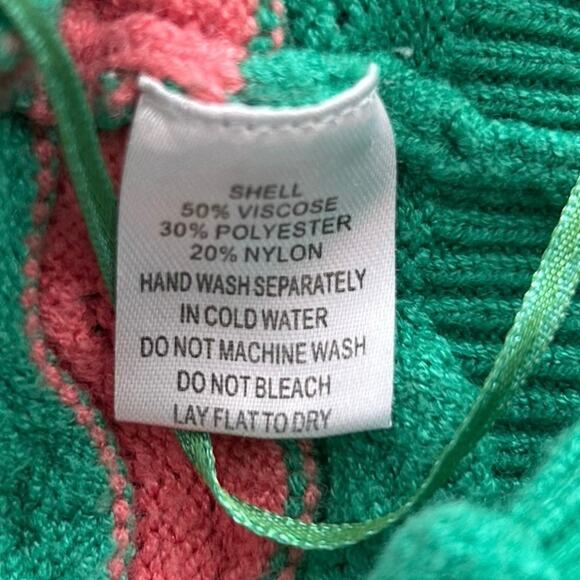 SHELL
50% VISCOSE
30% POLYESTER
20% NYLON
HAND WASH SEPARATELY
IN COLD WATER
DO NOT MACHINE WASH
DO NOT BLEACH
LAY FLAT TO DRY